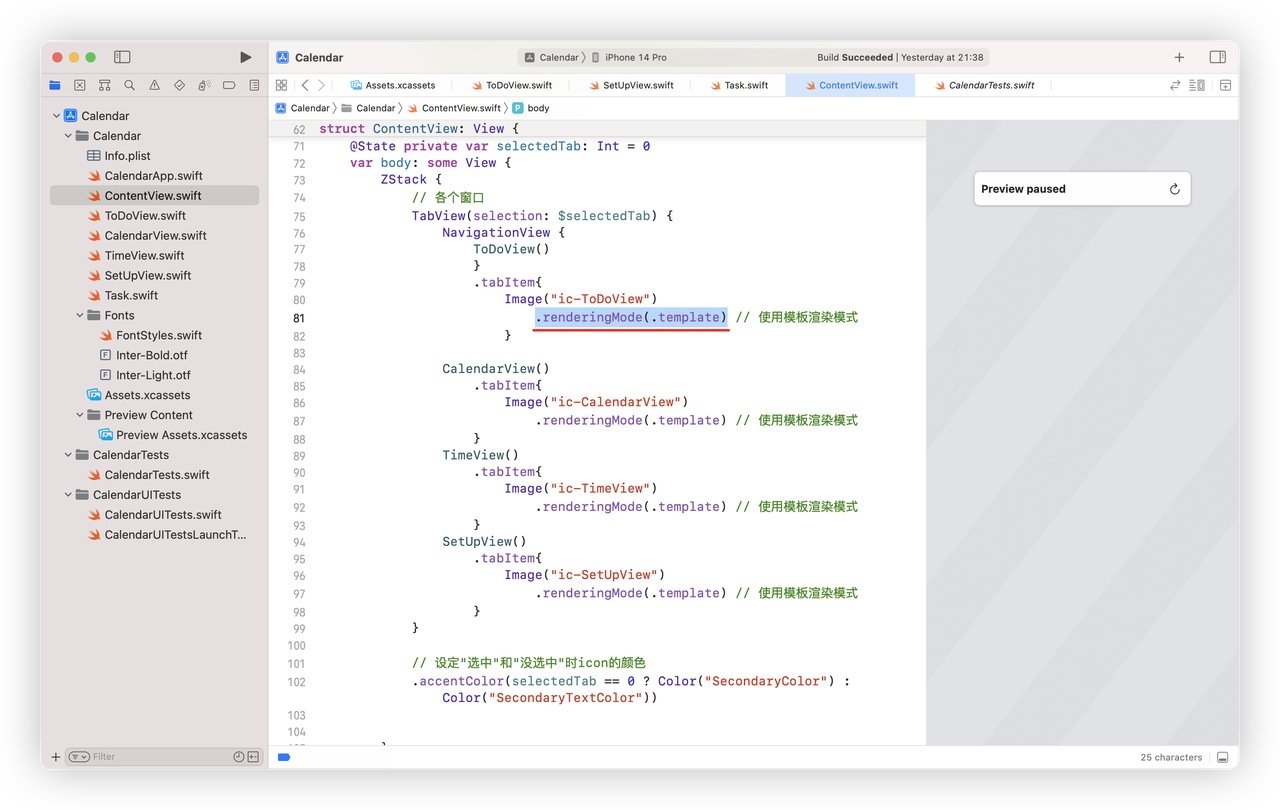 Calendar
Calendar 〉 iPhone 14 Pro
Build Succeeded | Yesterday at 21:38
Assets.xcassets
ToDoView.swift
SetUpView.swift
Task.swift
ContentView.swift
CalendarTests.swift
Calendar 〉 Calendar 〉 ContentView.swift 〉 P body
Calendar
Calendar
Info.plist
CalendarApp.swift
ContentView.swift
ToDoView.swift
CalendarView.swift
TimeView.swift
SetUpView.swift
Task.swift
Fonts
FontStyles.swift
F Inter-Bold.otf
F Inter-Light.otf
Assets.xcassets
Preview Content
Preview Assets.xcassets
CalendarTests
CalendarTests.swift
CalendarUITests
CalendarUITests.swift
CalendarUITestsLaunchT...
Filter
62 struct ContentView: View {
71 @State private var selectedTab: Int = 0
72 var body: some View {
73 ZStack {
74 // 各个窗口
75 TabView(selection: $selectedTab) {
76 NavigationView {
77 ToDoView()
78 }
79 .tabItem{
80 Image("ic-ToDoView")
81 .renderingMode(.template) // 使用模板渲染模式
82 }
83
84 CalendarView()
85 .tabItem{
86 Image("ic-CalendarView")
87 .renderingMode(.template) // 使用模板渲染模式
88 }
89 TimeView()
90 .tabItem{
91 Image("ic-TimeView")
92 .renderingMode(.template) // 使用模板渲染模式
93 }
94 SetUpView()
95 .tabItem{
96 Image("ic-SetUpView")
97 .renderingMode(.template) // 使用模板渲染模式
98 }
99 }
100
101 // 设定"选中"和"没选中"时icon的颜色
102 .accentColor(selectedTab == 0 ? Color("SecondaryColor") :
Color("SecondaryTextColor"))
103
104
Preview paused
25 characters